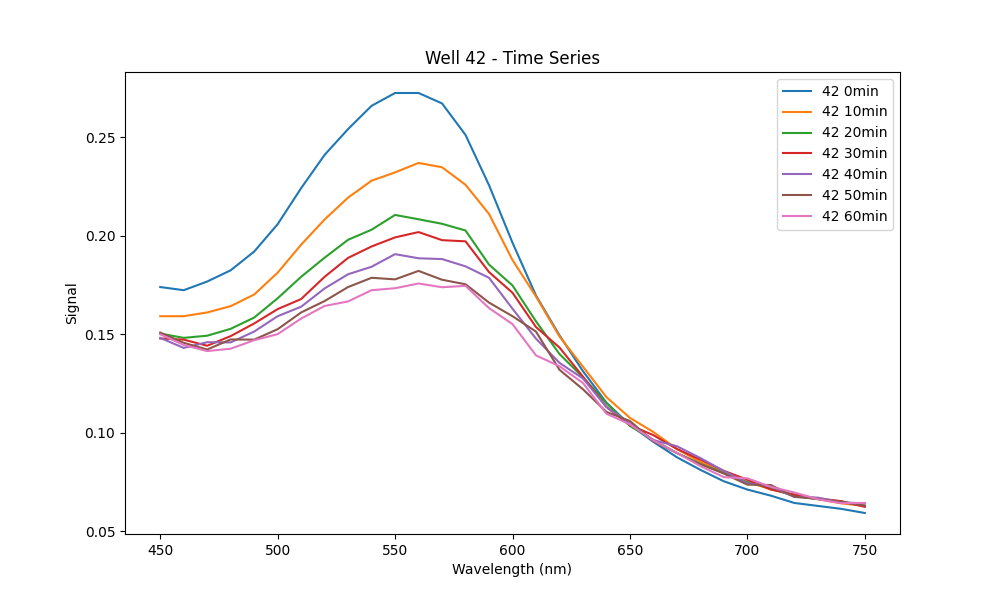 Well 42 - Time Series
42 0min
42 10min
42 20min
42 30min
42 40min
42 50min
42 60min
Signal
0.25
0.20
0.15
0.10
0.05
450 500 550 600 650 700 750
Wavelength (nm)